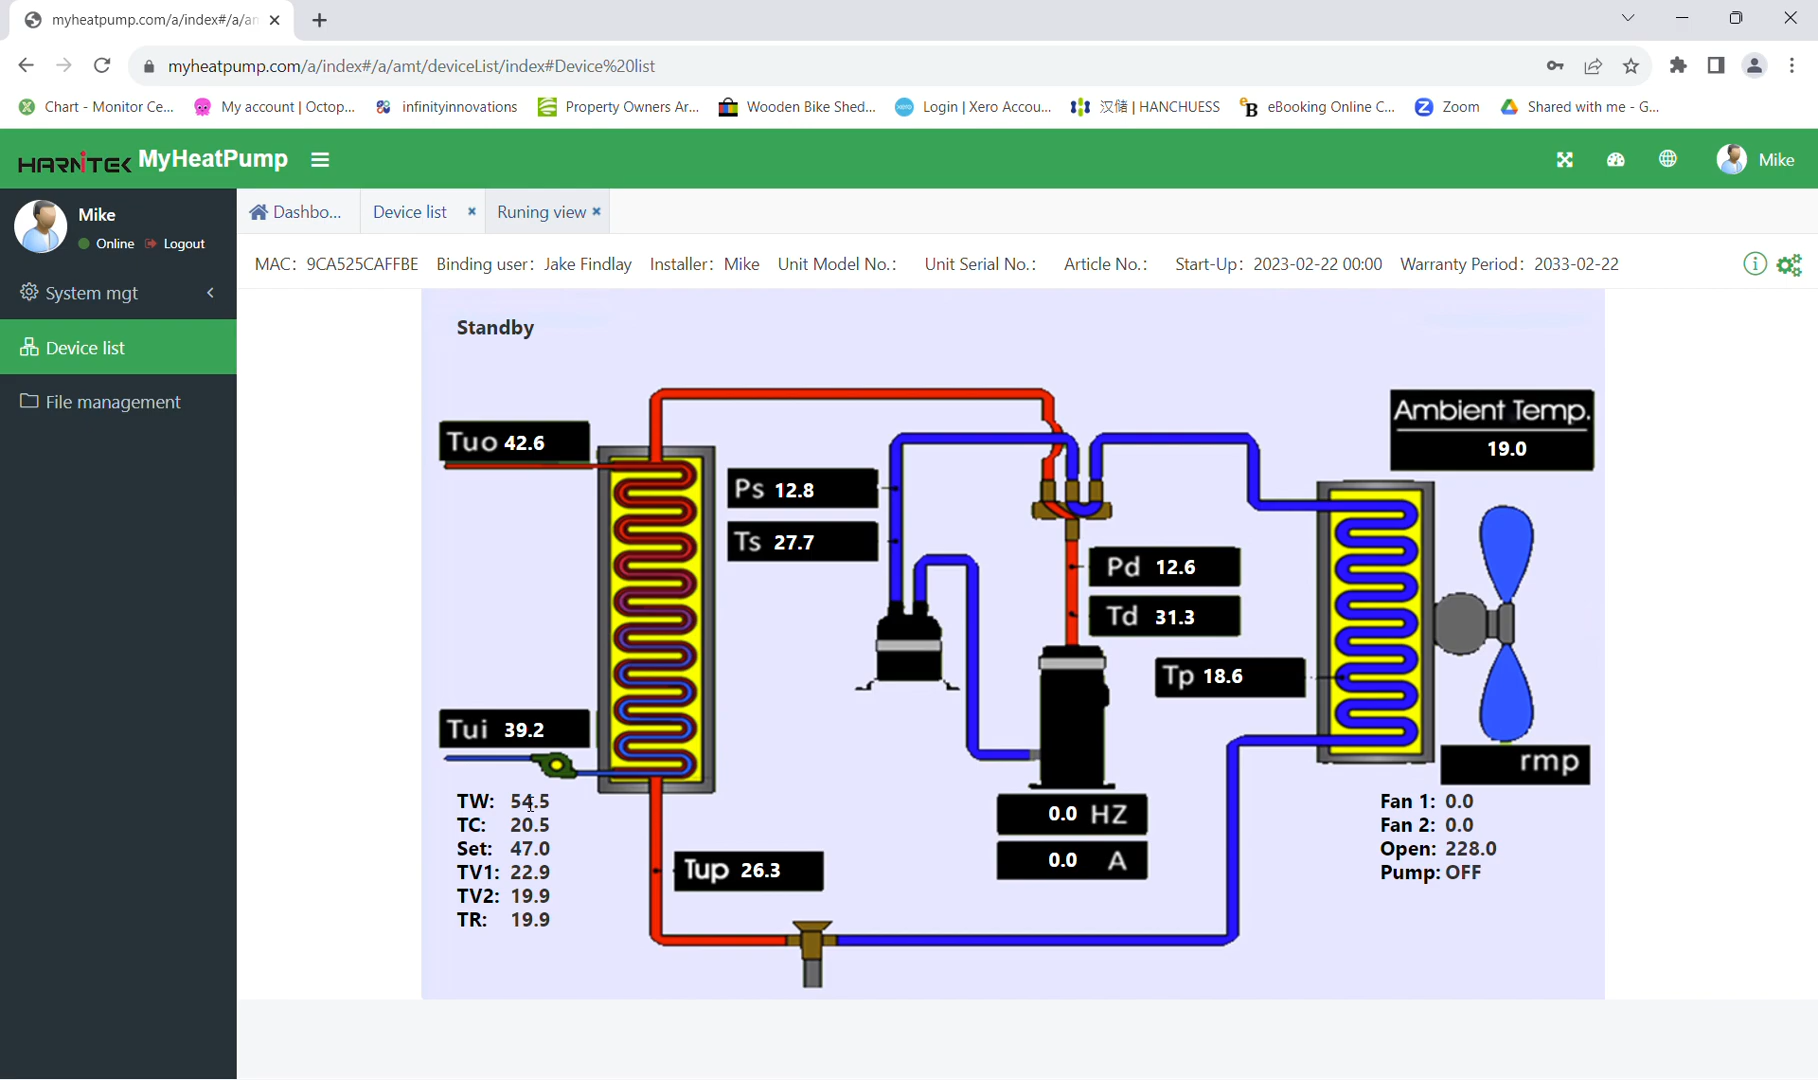 myheatpump.com/a/index#/a/am
myheatpump.com/a/index#/a/amt/deviceList/index#Device%20list
Chart - Monitor Ce...
My account | Octop...
infinityinnovations
Property Owners Ar...
Wooden Bike Shed...
xero
Login | Xero Accou...
汉储 | HANCHUESS
eBooking Online C...
Zoom
Shared with me - G...
HARNITEK MyHeatPump
Mike
Mike
Online
Logout
System mgt
Device list
File management
Dashbo...
Device list
Runing view
MAC: 9CA525CAFFBE Binding user: Jake Findlay Installer: Mike Unit Model No.: Unit Serial No.: Article No.: Start-Up: 2023-02-22 00:00 Warranty Period: 2033-02-22
Standby
Ambient Temp.
19.0
Tuo 42.6
Ps 12.8
Ts 27.7
Pd 12.6
Td 31.3
Tp 18.6
Tui 39.2
rmp
TW: 54.5
TC: 20.5
Set: 47.0
TV1: 22.9
TV2: 19.9
TR: 19.9
Tup 26.3
0.0 HZ
0.0 A
Fan 1: 0.0
Fan 2: 0.0
Open: 228.0
Pump: OFF